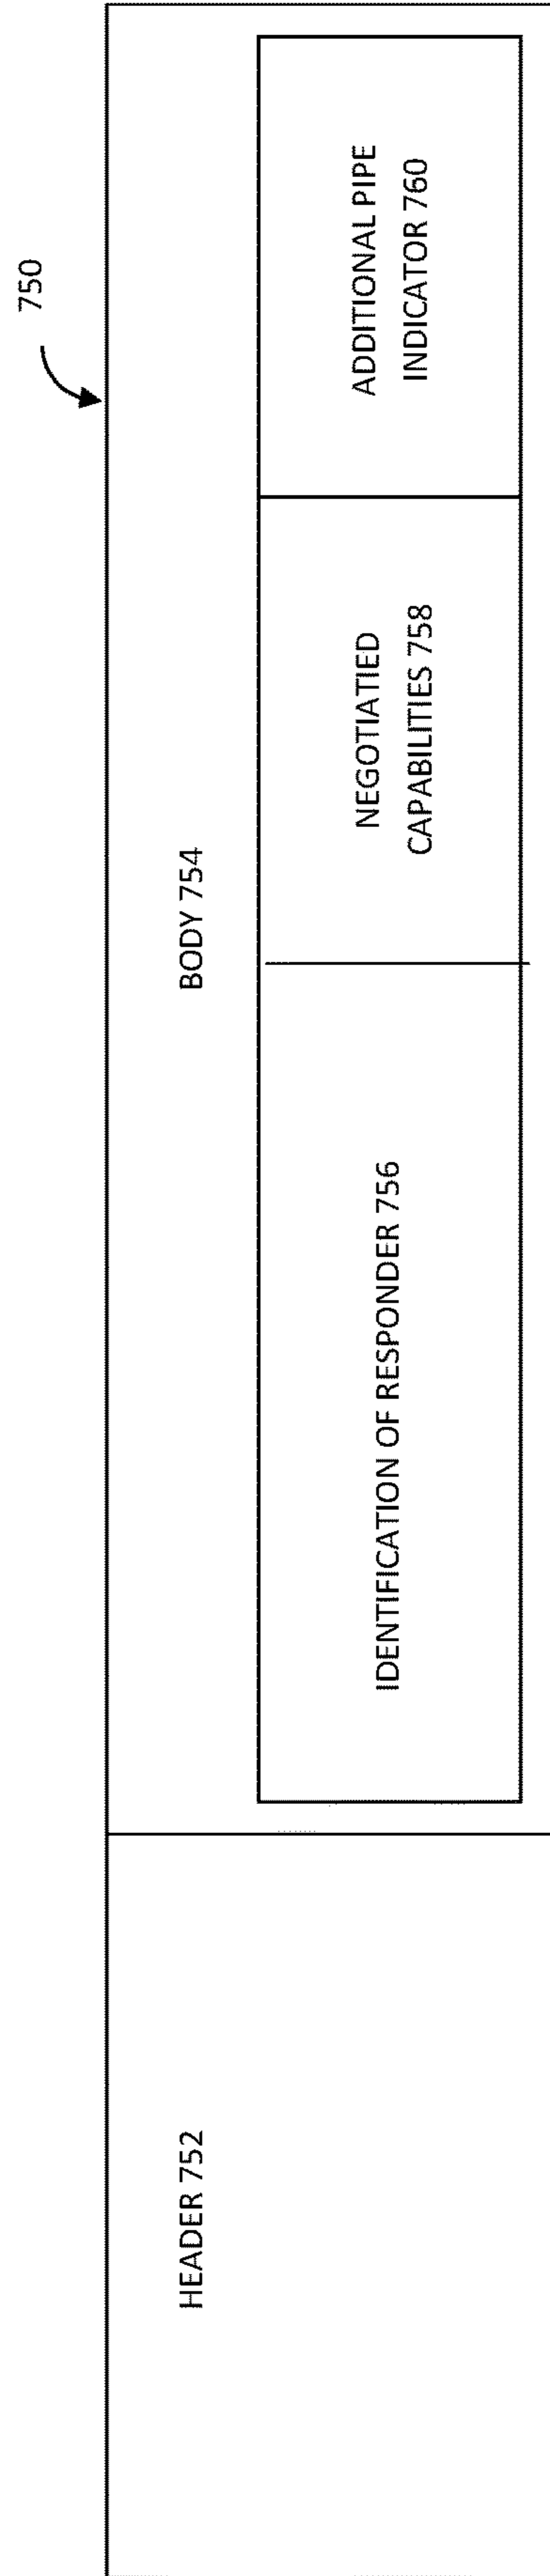 750
HEADER 752
BODY 754
IDENTIFICATION OF RESPONDER 756
NEGOTIATIED
CAPABILITIES 758
ADDITIONAL PIPE
INDICATOR 760